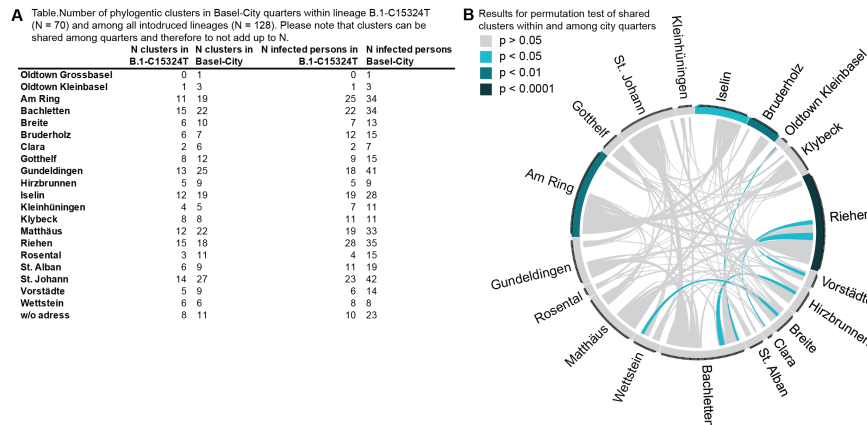 A Table.Number of phylogentic clusters in Basel-City quarters within lineage B.1-C15324T
(N = 70) and among all intodruced lineages (N = 128). Please note that clusters can be
shared among quarters and therefore to not add up to N.
N clusters in B.1-C15324T N clusters in Basel-City N infected persons in B.1-C15324T N infected persons Basel-City
Oldtown Grossbasel 0 1 0 1
Oldtown Kleinbasel 1 3 1 3
Am Ring 11 19 25 34
Bachletten 15 22 22 34
Breite 6 10 7 13
Bruderholz 6 7 12 15
Clara 2 6 2 7
Gotthelf 8 12 9 15
Gundeldingen 13 25 18 41
Hirzbrunnen 5 9 5 9
Iselin 12 19 19 28
Kleinhüningen 4 5 7 11
Klybeck 8 8 11 11
Matthäus 12 22 19 33
Riehen 15 18 28 35
Rosental 3 11 4 15
St. Alban 6 9 11 19
St. Johann 14 27 23 42
Vorstädte 5 9 6 14
Wettstein 6 6 8 8
w/o adress 8 11 10 23
B Results for permutation test of shared
clusters within and among city quarters
p > 0.05
p < 0.05
p < 0.01
p < 0.0001
Kleinhüningen
Iselin
Bruderholz
Oldtown Kleinbasel
Klybeck
Riehen
Vorstädte
Hirzbrunnen
Breite
Clara
St. Alban
Bachletten
Wettstein
Matthäus
Rosental
Gundeldingen
Am Ring
Gotthelf
St. Johann